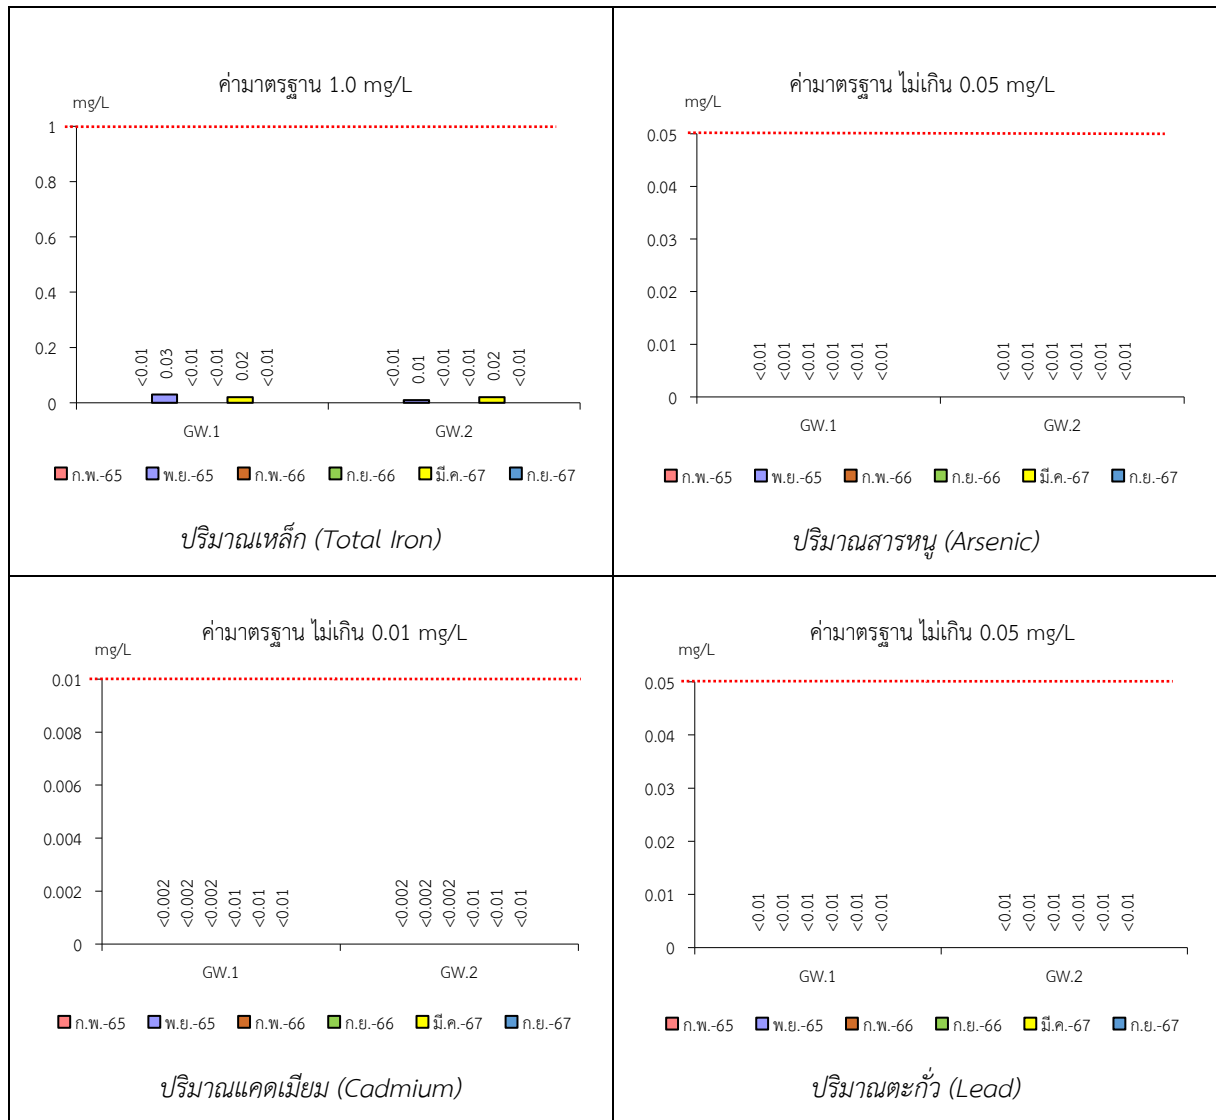 ค่ามาตรฐาน 1.0 mg/L
mg/L
1
0.8
0.6
0.4
0.2
0
<0.01 0.03 <0.01 <0.01 0.02 <0.01
<0.01 0.01 <0.01 <0.01 0.02 <0.01
GW.1 GW.2
ก.พ.-65 พ.ย.-65 ก.พ.-66 ก.ย.-66 มี.ค.-67 ก.ย.-67
ปริมาณเหล็ก (Total Iron)
ค่ามาตรฐาน ไม่เกิน 0.05 mg/L
mg/L
0.05
0.04
0.03
0.02
0.01
0
<0.01 <0.01 <0.01 <0.01 <0.01 <0.01
<0.01 <0.01 <0.01 <0.01 <0.01 <0.01
GW.1 GW.2
ก.พ.-65 พ.ย.-65 ก.พ.-66 ก.ย.-66 มี.ค.-67 ก.ย.-67
ปริมาณสารหนู (Arsenic)
ค่ามาตรฐาน ไม่เกิน 0.01 mg/L
mg/L
0.01
0.008
0.006
0.004
0.002
0
<0.002 <0.002 <0.002 <0.01 <0.01 <0.01
<0.002 <0.002 <0.002 <0.01 <0.01 <0.01
GW.1 GW.2
ก.พ.-65 พ.ย.-65 ก.พ.-66 ก.ย.-66 มี.ค.-67 ก.ย.-67
ปริมาณแคดเมียม (Cadmium)
ค่ามาตรฐาน ไม่เกิน 0.05 mg/L
mg/L
0.05
0.04
0.03
0.02
0.01
0
<0.01 <0.01 <0.01 <0.01 <0.01 <0.01
<0.01 <0.01 <0.01 <0.01 <0.01 <0.01
GW.1 GW.2
ก.พ.-65 พ.ย.-65 ก.พ.-66 ก.ย.-66 มี.ค.-67 ก.ย.-67
ปริมาณตะกั่ว (Lead)